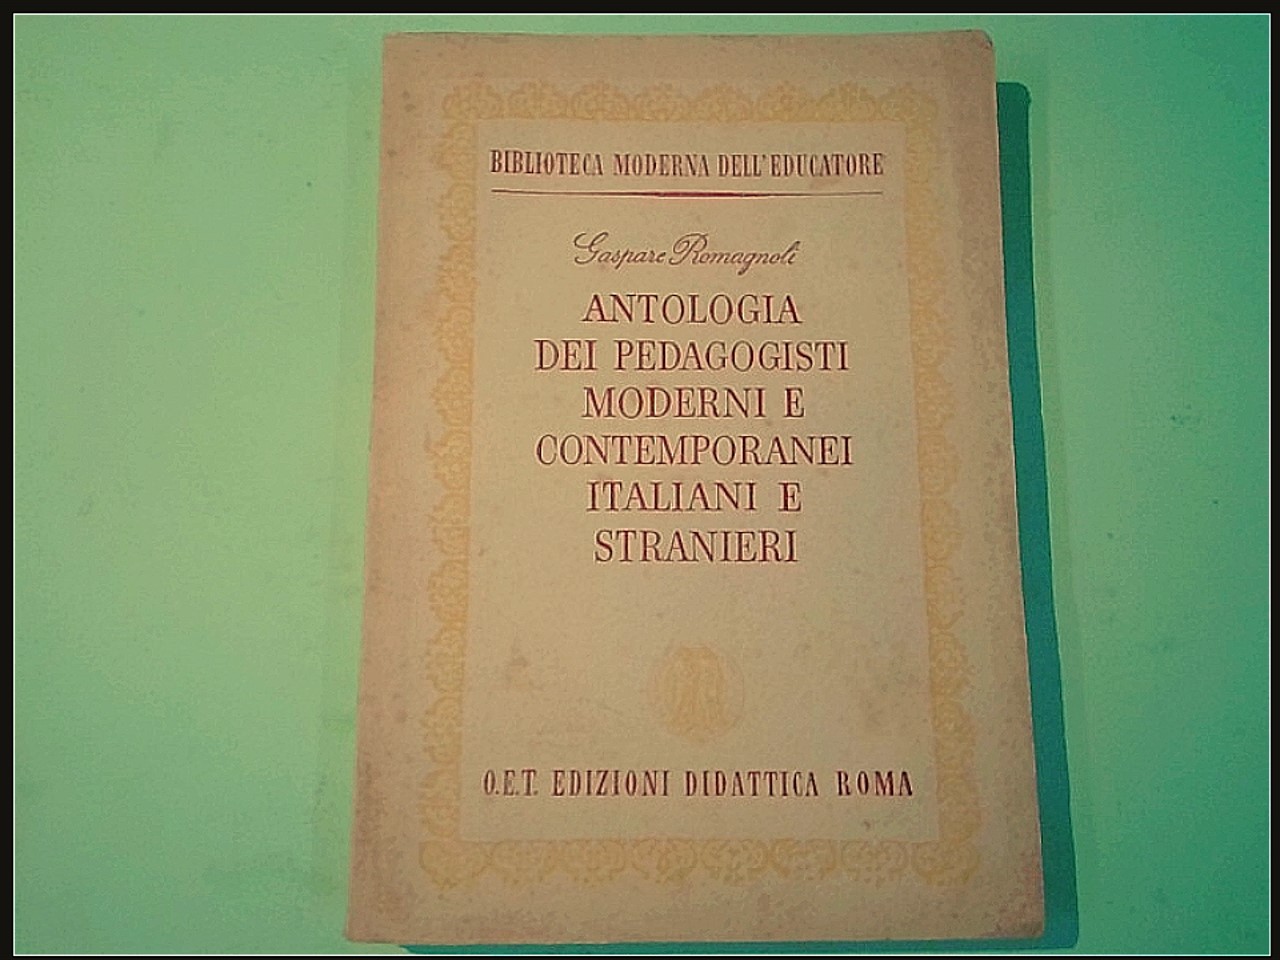 BIBLIOTECA MODERNA DELL'EDUCATORE
Gaspare Romagnoli
ANTOLOGIA
DEI PEDAGOGISTI
MODERNI E
CONTEMPORANEI
ITALIANI E
STRANIERI
O.E.T. EDIZIONI DIDATTICA ROMA